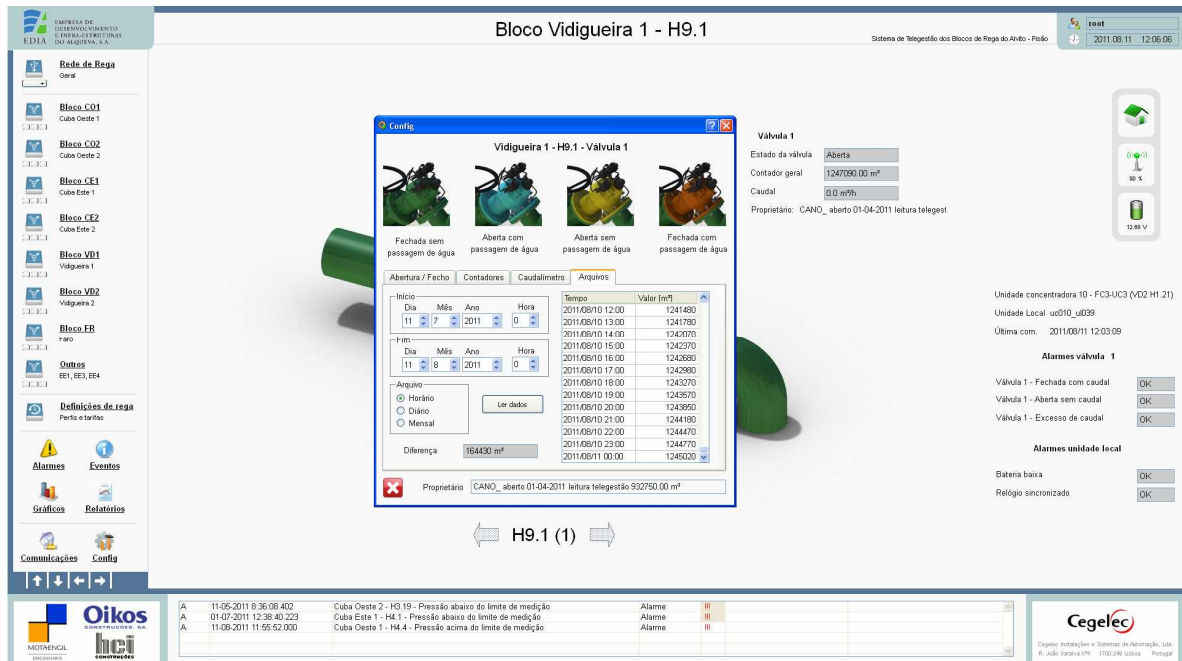 EMPRESA DE
DESENVOLVIMENTO
E INFRA-ESTRUTURAS
EDIA DO ALQUEVA, S.A.
Bloco Vidigueira 1 - H9.1
Sistema de Telegestão dos Blocos de Rega do Alvito - Pisão
root
2011.08.11 12:06:06
Rede de Rega
Geral
Bloco CO1
Cuba Oeste 1
Bloco CO2
Cuba Oeste 2
Bloco CE1
Cuba Este 1
Bloco CE2
Cuba Este 2
Bloco VD1
Vidigueira 1
Bloco VD2
Vidigueira 2
Bloco FR
Faro
Outros
EE1, EE3, EE4
Definições de rega
Perfis e tarifas
Alarmes Eventos
Gráficos Relatórios
Comunicações Config
Config
Vidigueira 1 - H9.1 - Válvula 1
Fechada sem passagem de água
Aberta com passagem de água
Aberta sem passagem de água
Fechada com passagem de água
Abertura / Fecho Contadores Caudalímetro Arquivos
Início
Dia Mês Ano Hora
11 7 2011 0
Fim
Dia Mês Ano Hora
11 8 2011 0
Arquivo
Horário
Diário
Mensal
Ler dados
Diferença 164430 m³
Tempo Valor [m³]
2011/08/10 12:00 1241480
2011/08/10 13:00 1241780
2011/08/10 14:00 1242070
2011/08/10 15:00 1242370
2011/08/10 16:00 1242680
2011/08/10 17:00 1242980
2011/08/10 18:00 1243270
2011/08/10 19:00 1243570
2011/08/10 20:00 1243850
2011/08/10 21:00 1244180
2011/08/10 22:00 1244470
2011/08/10 23:00 1244770
2011/08/11 00:00 1245020
Proprietário CANO_ aberto 01-04-2011 leitura telegestão 932750.00 m³
H9.1 (1)
Válvula 1
Estado da válvula Aberta
Contador geral 1247090.00 m³
Caudal 0.0 m³/h
Proprietário: CANO_ aberto 01-04-2011 leitura telegest
90 %
12.68 V
Unidade concentradora 10 - FC3-UC3 (VD2 H1.21)
Unidade Local uc010_ul039
Última com. 2011/08/11 12:03:09
Alarmes válvula 1
Válvula 1 - Fechada com caudal OK
Válvula 1 - Aberta sem caudal OK
Válvula 1 - Excesso de caudal OK
Alarmes unidade local
Bateria baixa OK
Relógio sincronizado OK
MOTAENGIL
ENGENHARIA
Oikos
CONSTRUÇÕES, SA.
hci
CONSTRUÇÕES
A 11-05-2011 8:36:08.402 Cuba Oeste 2 - H3.19 - Pressão abaixo do limite de medição Alarme !!!
A 01-07-2011 12:38:40.223 Cuba Este 1 - H4.1 - Pressão abaixo do limite de medição Alarme !!!
A 11-08-2011 11:55:52.000 Cuba Oeste 1 - H4.4 - Pressão acima do limite de medição Alarme !!!
Cegelec
Cegelec Instalações e Sistemas de Automação, Lda.
R. João Saraiva nº 1700-248 Lisboa Portugal